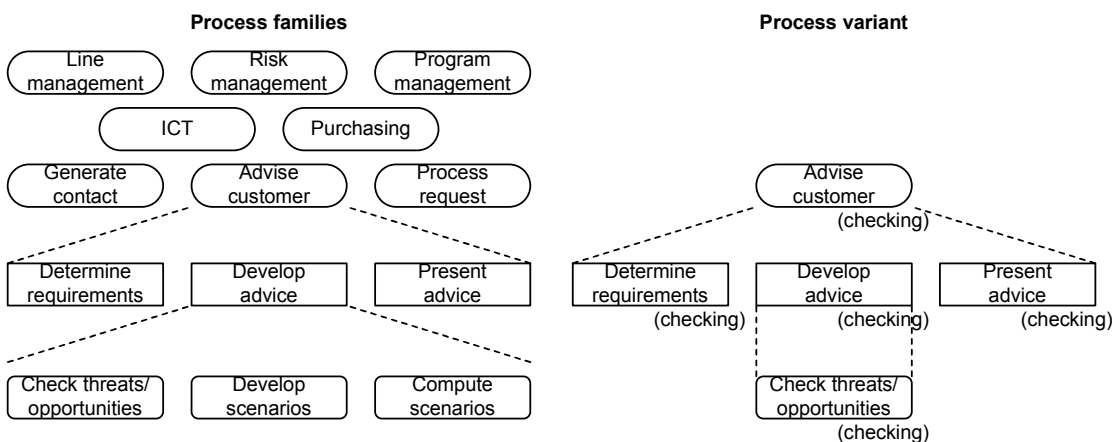 Process families
Process variant
Line
management
Risk
management
Program
management
ICT
Purchasing
Generate
contact
Advise
customer
Process
request
Advise
customer
(checking)
Determine
requirements
Develop
advice
Present
advice
Determine
requirements
(checking)
Develop
advice
(checking)
Present
advice
(checking)
Check threats/
opportunities
Develop
scenarios
Compute
scenarios
Check threats/
opportunities
(checking)